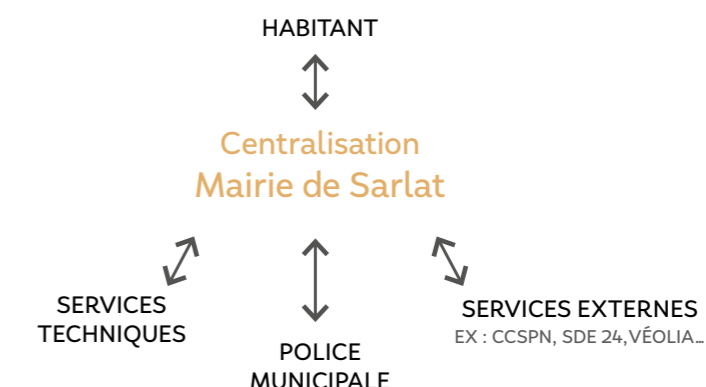 HABITANT
Centralisation
Mairie de Sarlat
SERVICES
TECHNIQUES
POLICE
MUNICIPALE
SERVICES EXTERNES
EX : CCSPN, SDE 24,VÉOLIA...